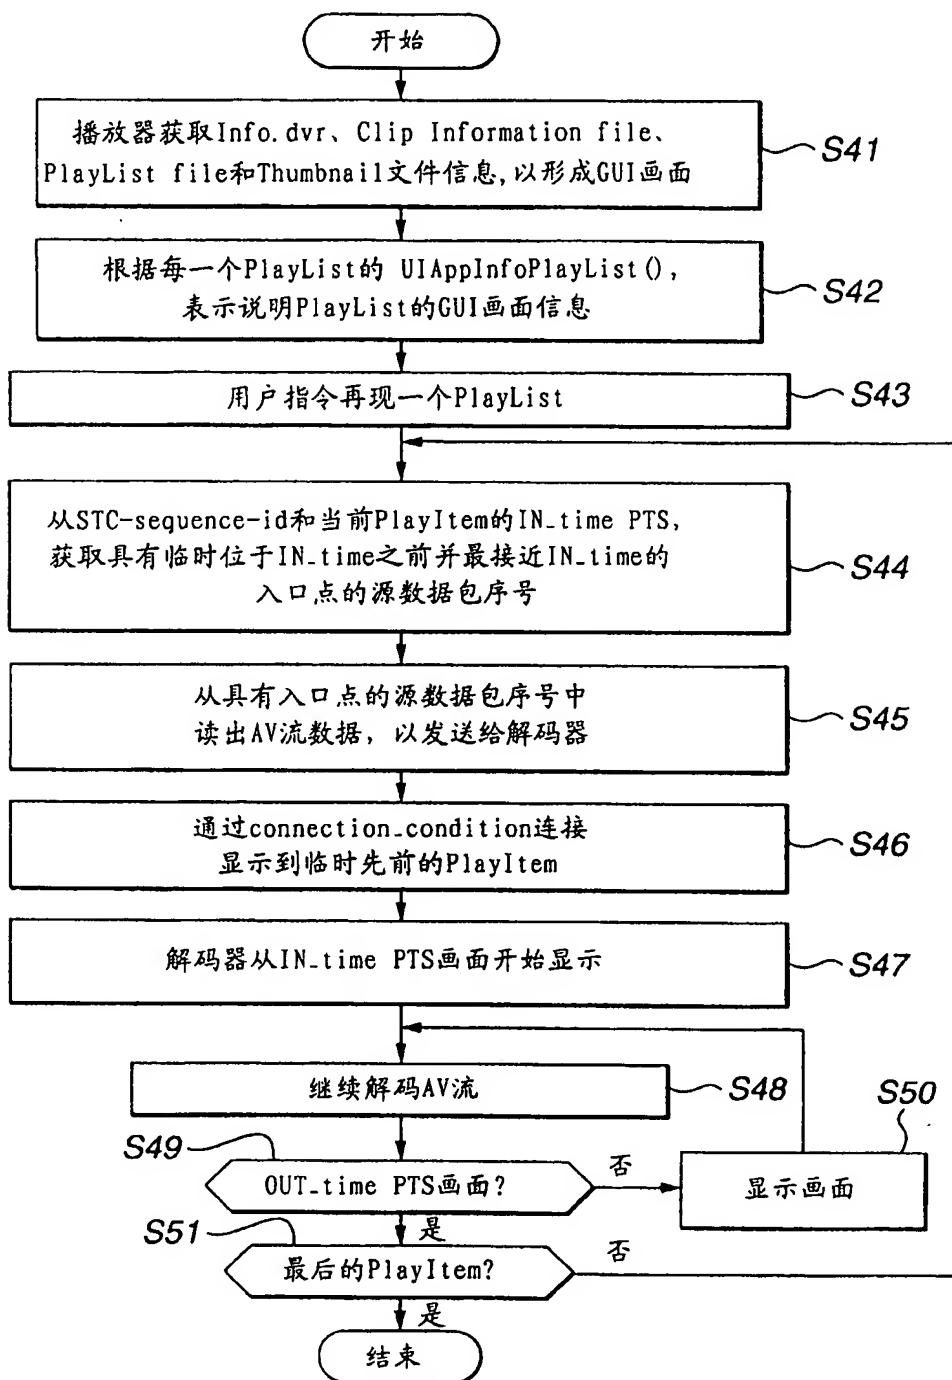 开始
播放器获取Info.dvr、Clip Information file、
PlayList file和Thumbnail文件信息,以形成GUI画面
S41
根据每一个PlayList的 UIAppInfoPlayList(),
表示说明PlayList的GUI画面信息
S42
用户指令再现一个PlayList
S43
从STC-sequence-id和当前PlayItem的IN_time PTS,
获取具有临时位于IN_time之前并最接近IN_time的
入口点的源数据包序号
S44
从具有入口点的源数据包序号中
读出AV流数据，以发送给解码器
S45
通过connection_condition连接
显示到临时先前的PlayItem
S46
解码器从IN_time PTS画面开始显示
S47
继续解码AV流
S48
S49
OUT_time PTS画面?
否
显示画面
S50
是
S51
最后的PlayItem?
否
是
结束